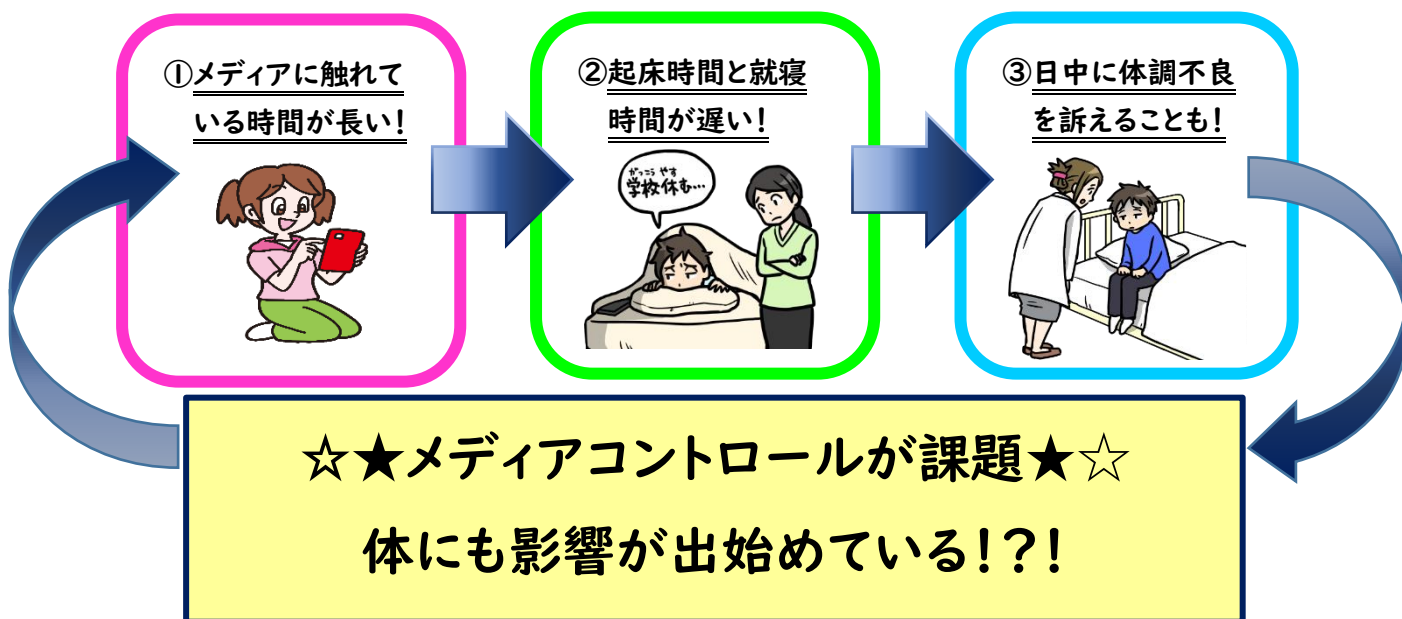 ①メディアに触れて
いる時間が長い!
②起床時間と就寝
時間が遅い!
がっこう やす
学校休む…
③日中に体調不良
を訴えることも!
☆★メディアコントロールが課題★☆
体にも影響が出始めている!?!